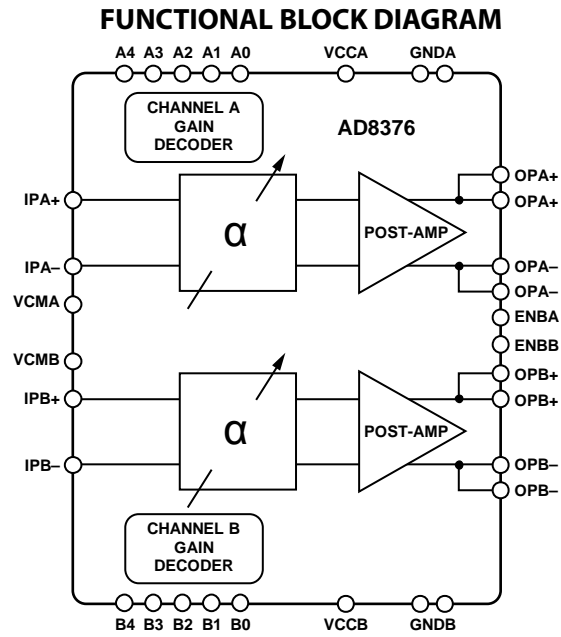 FUNCTIONAL BLOCK DIAGRAM
A4 A3 A2 A1 A0 VCCA GNDA
CHANNEL A
GAIN
DECODER
AD8376
IPA+
α
POST-AMP
OPA+
OPA+
IPA–
OPA–
OPA–
VCMA
ENBA
VCMB
ENBB
IPB+
α
POST-AMP
OPB+
OPB+
IPB–
OPB–
OPB–
CHANNEL B
GAIN
DECODER
B4 B3 B2 B1 B0 VCCB GNDB